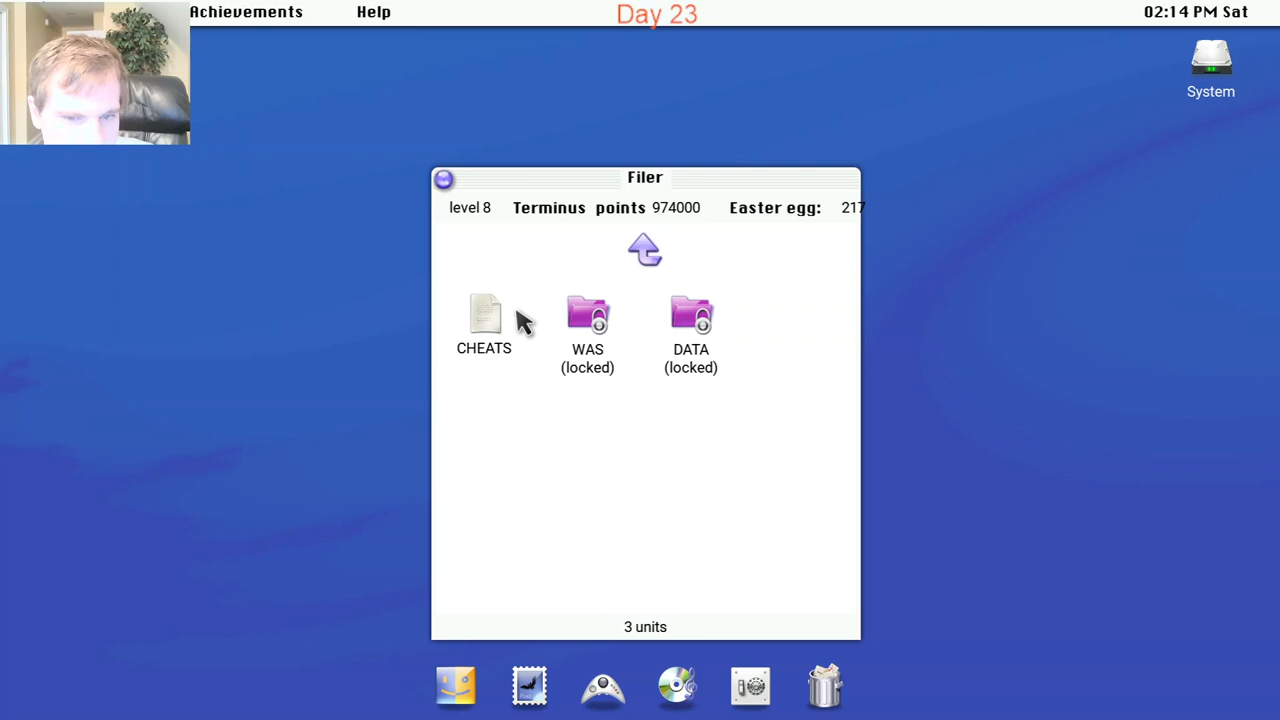 Achievements Help Day 23 02:14 PM Sat
System
Filer
level 8 Terminus points 974000 Easter egg: 217
CHEATS
WAS
(locked)
DATA
(locked)
3 units